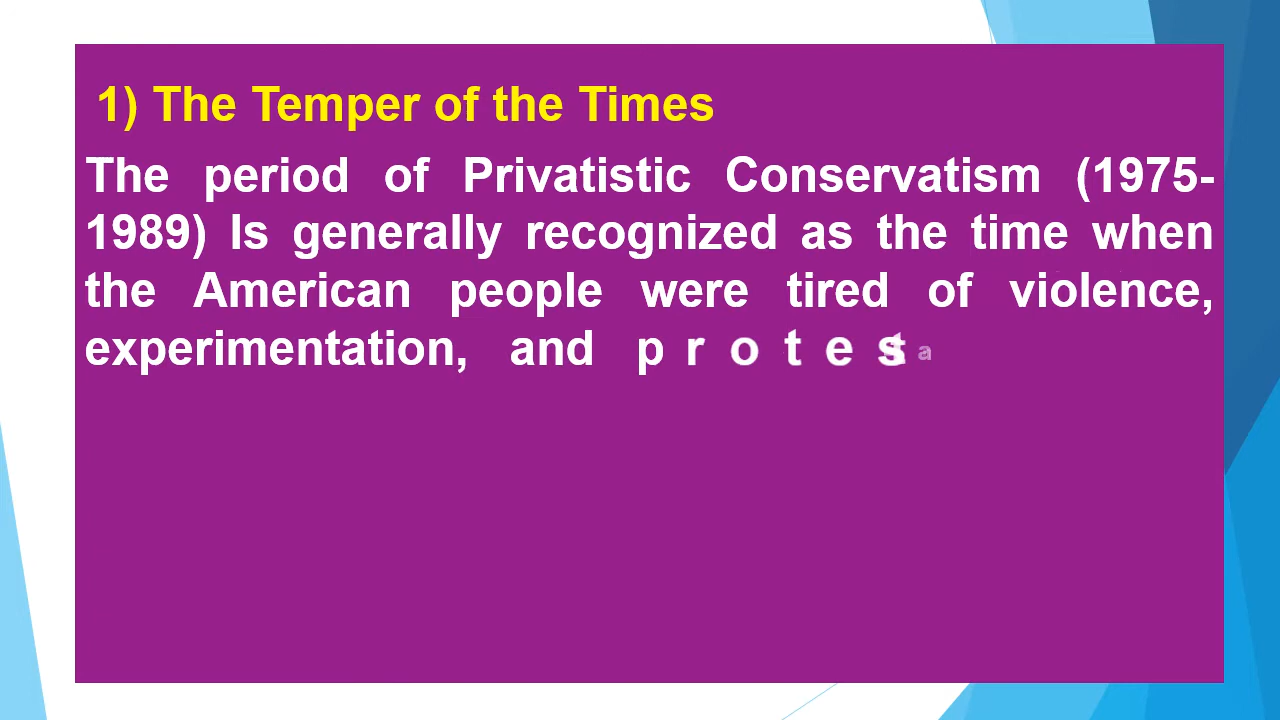 1) The Temper of the Times
The period of Privatistic Conservatism (1975-
1989) Is generally recognized as the time when
the American people were tired of violence,
experimentation, and protest a